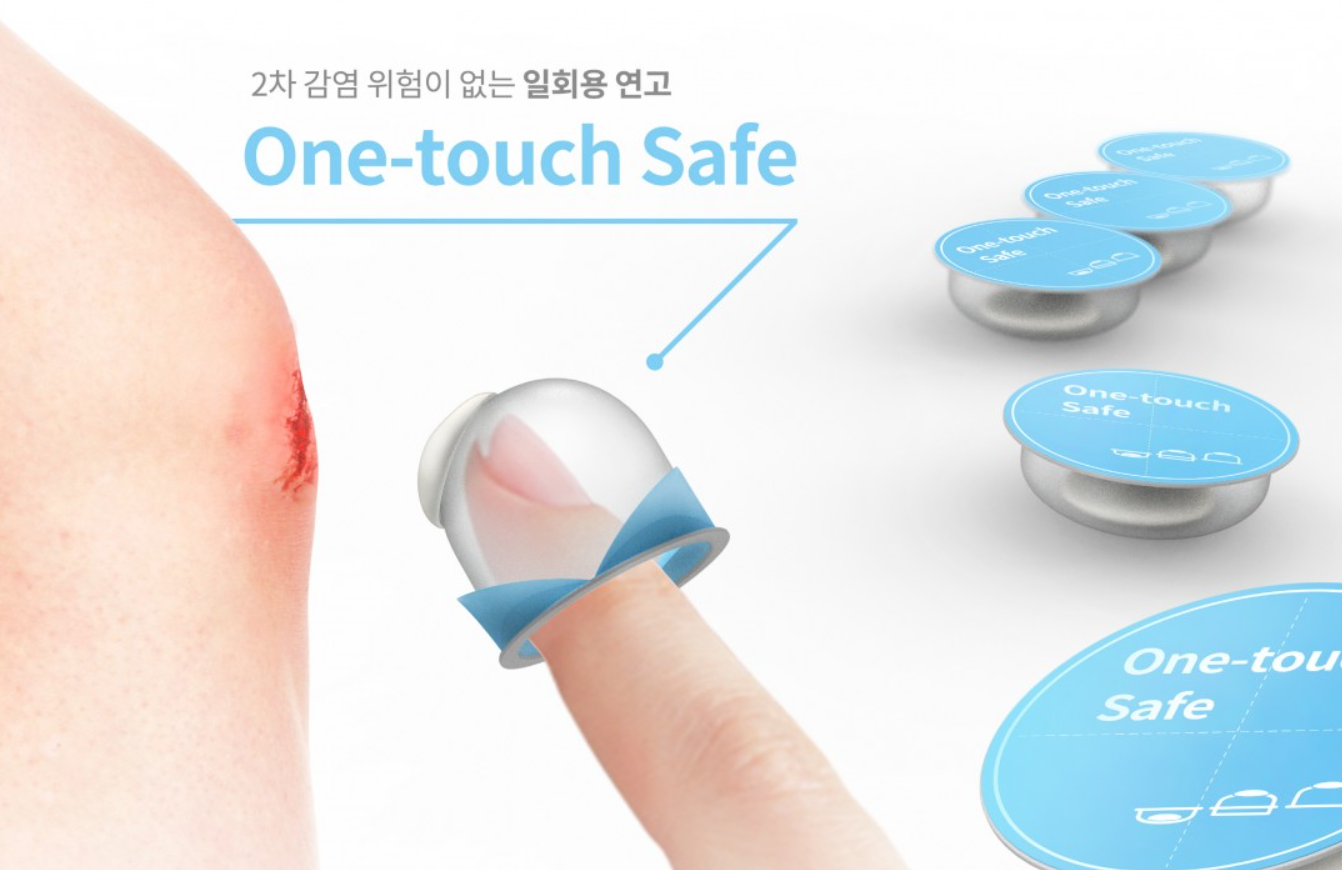 2차 감염 위험이 없는 일회용 연고
One-touch Safe
One-touch
Safe
One-touch
Safe
One-touch
Safe
One-touch
Safe
One-tou
Safe